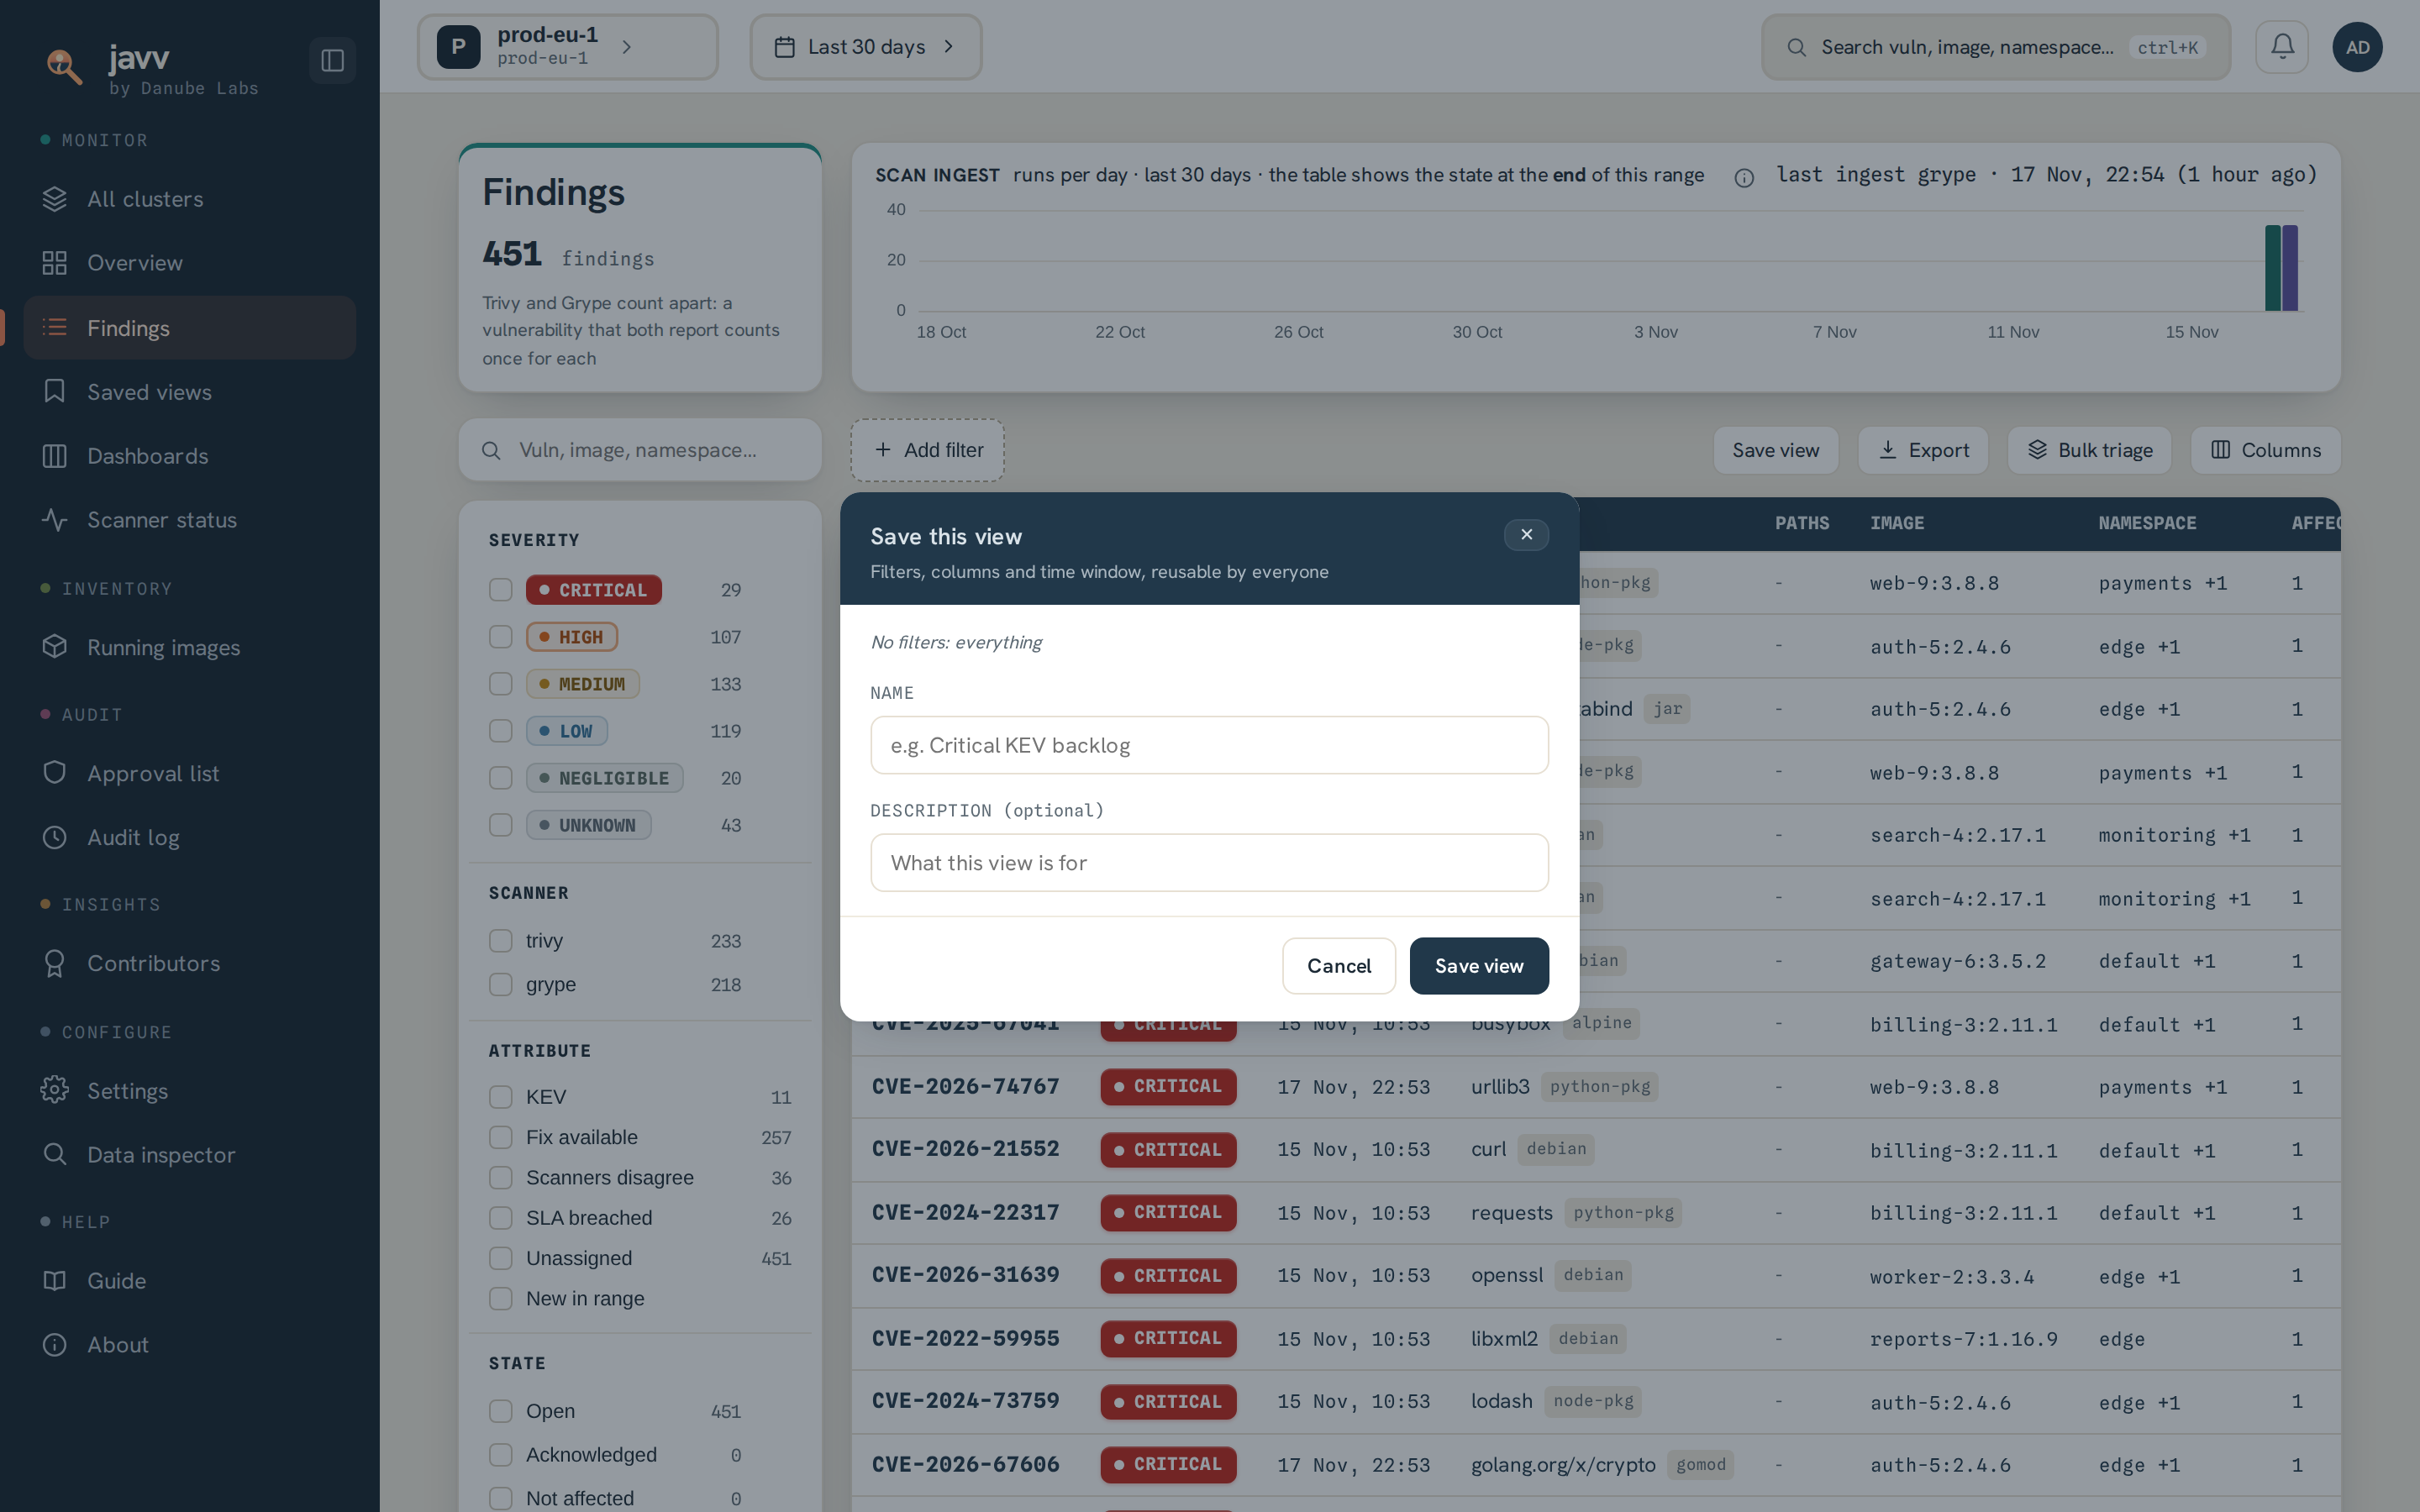 javv
by Danube Labs
MONITOR
All clusters
Overview
Findings
Saved views
Dashboards
Scanner status
INVENTORY
Running images
AUDIT
Approval list
Audit log
INSIGHTS
Contributors
CONFIGURE
Settings
Data inspector
HELP
Guide
About
P
prod-eu-1
prod-eu-1
Last 30 days
Search vuln, image, namespace...
ctrl+K
AD
Findings
451 findings
Trivy and Grype count apart: a
vulnerability that both report counts
once for each
SCAN INGEST runs per day · last 30 days · the table shows the state at the end of this range
last ingest grype · 17 Nov, 22:54 (1 hour ago)
40
20
0
18 Oct 22 Oct 26 Oct 30 Oct 3 Nov 7 Nov 11 Nov 15 Nov
Vuln, image, namespace...
Add filter
Save view
Export
Bulk triage
Columns
SEVERITY
CRITICAL 29
HIGH 107
MEDIUM 133
LOW 119
NEGLIGIBLE 20
UNKNOWN 43
SCANNER
trivy 233
grype 218
ATTRIBUTE
KEV 11
Fix available 257
Scanners disagree 36
SLA breached 26
Unassigned 451
New in range
STATE
Open 451
Acknowledged 0
Not affected 0
Save this view
Filters, columns and time window, reusable by everyone
No filters: everything
NAME
e.g. Critical KEV backlog
DESCRIPTION (optional)
What this view is for
Cancel
Save view
PATHS IMAGE NAMESPACE
- web-9:3.8.8 payments +1 1
- auth-5:2.4.6 edge +1 1
jar - auth-5:2.4.6 edge +1 1
- web-9:3.8.8 payments +1 1
- search-4:2.17.1 monitoring +1 1
- search-4:2.17.1 monitoring +1 1
- gateway-6:3.5.2 default +1 1
CVE-2025-67041 CRITICAL 15 Nov, 10:53 busybox alpine - billing-3:2.11.1 default +1 1
CVE-2026-74767 CRITICAL 17 Nov, 22:53 urllib3 python-pkg - web-9:3.8.8 payments +1 1
CVE-2026-21552 CRITICAL 15 Nov, 10:53 curl debian - billing-3:2.11.1 default +1 1
CVE-2024-22317 CRITICAL 15 Nov, 10:53 requests python-pkg - billing-3:2.11.1 default +1 1
CVE-2026-31639 CRITICAL 15 Nov, 10:53 openssl debian - worker-2:3.3.4 edge +1 1
CVE-2022-59955 CRITICAL 15 Nov, 10:53 libxml2 debian - reports-7:1.16.9 edge 1
CVE-2024-73759 CRITICAL 15 Nov, 10:53 lodash node-pkg - auth-5:2.4.6 edge +1 1
CVE-2026-67606 CRITICAL 17 Nov, 22:53 golang.org/x/crypto gomod - auth-5:2.4.6 edge +1 1